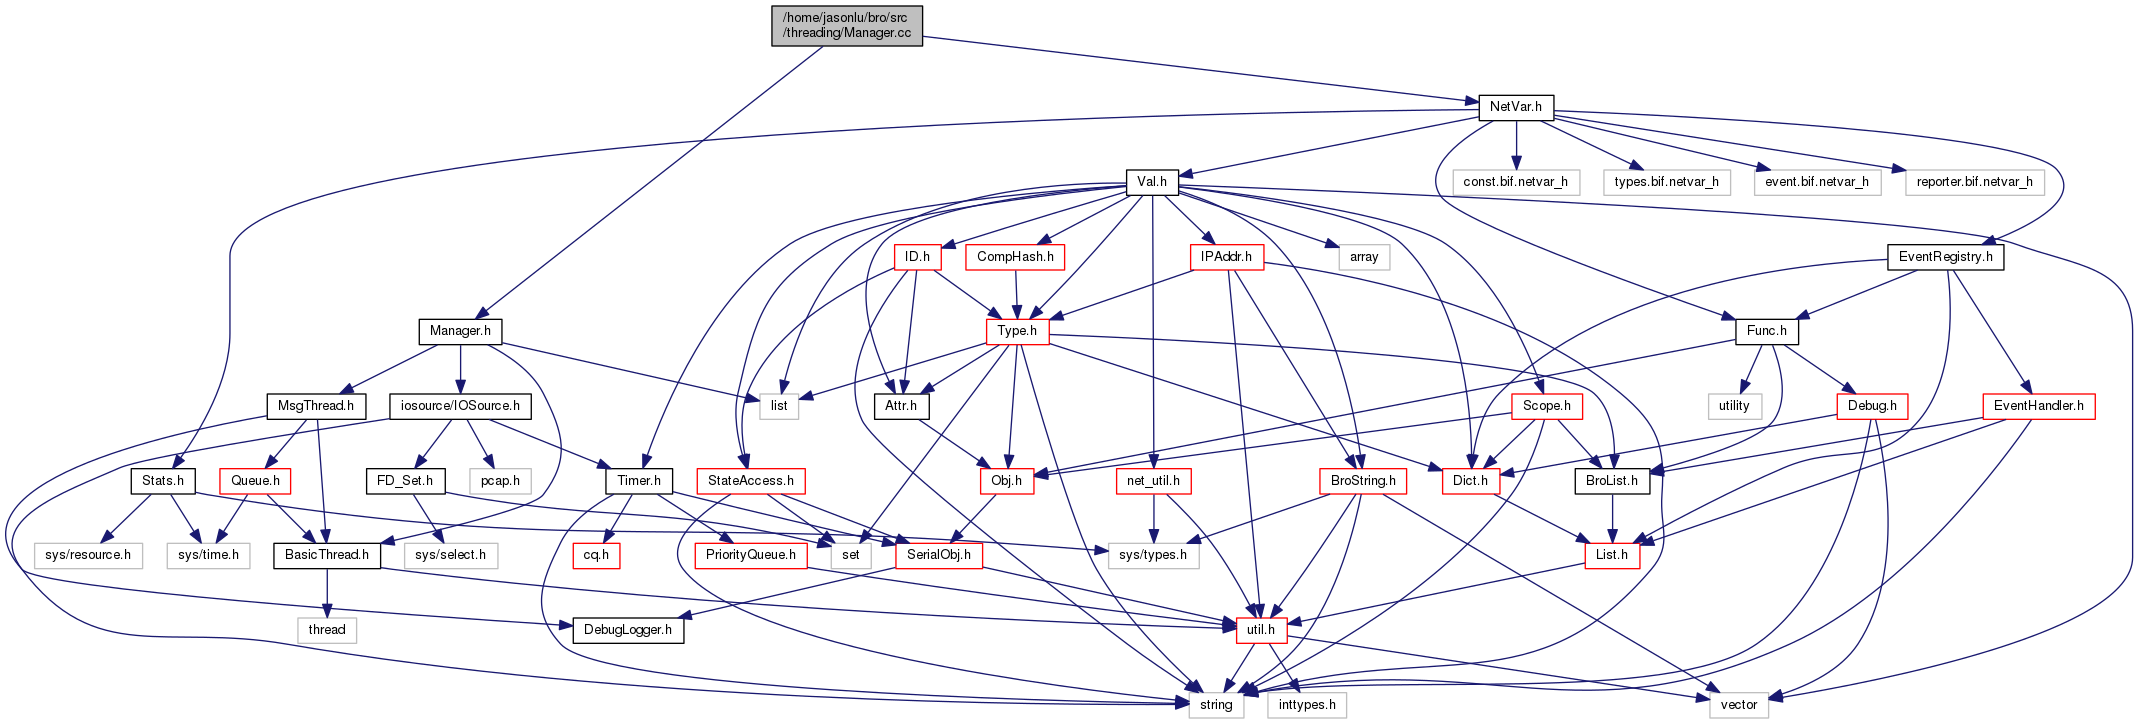 /home/jasonlu/bro/src
/threading/Manager.cc
NetVar.h
Val.h
const.bif.netvar_h
types.bif.netvar_h
event.bif.netvar_h
reporter.bif.netvar_h
ID.h
CompHash.h
IPAddr.h
array
EventRegistry.h
Manager.h
Type.h
Func.h
MsgThread.h
iosource/IOSource.h
list
Attr.h
Scope.h
utility
Debug.h
EventHandler.h
Stats.h
Queue.h
FD_Set.h
pcap.h
Timer.h
StateAccess.h
Obj.h
net_util.h
BroString.h
Dict.h
BroList.h
sys/resource.h
sys/time.h
BasicThread.h
sys/select.h
cq.h
PriorityQueue.h
set
SerialObj.h
sys/types.h
List.h
thread
DebugLogger.h
util.h
string
inttypes.h
vector